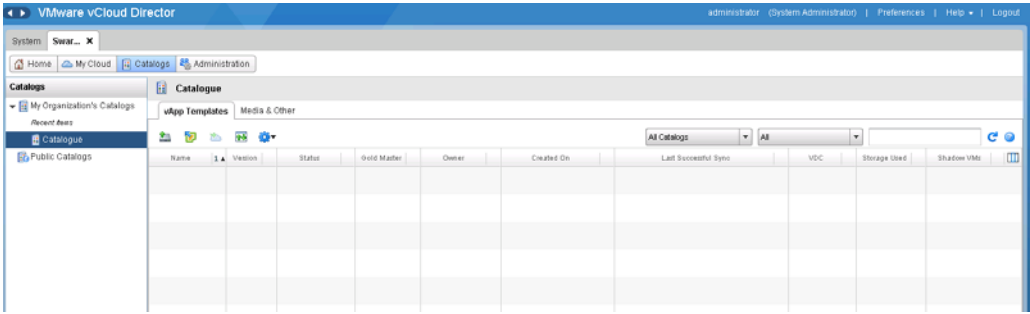 VMware vCloud Director
administrator (System Administrator) | Preferences | Help | Logout
System Swar... X
Home My Cloud Catalogs Administration
Catalogs
Catalogue
My Organization's Catalogs
vApp Templates Media & Other
Recent Items
Catalogue
All Catalogs All
Public Catalogs
Name 1 Version Status Gold Master Owner Created On Last Successful Sync VDC Storage Used Shadow VMs